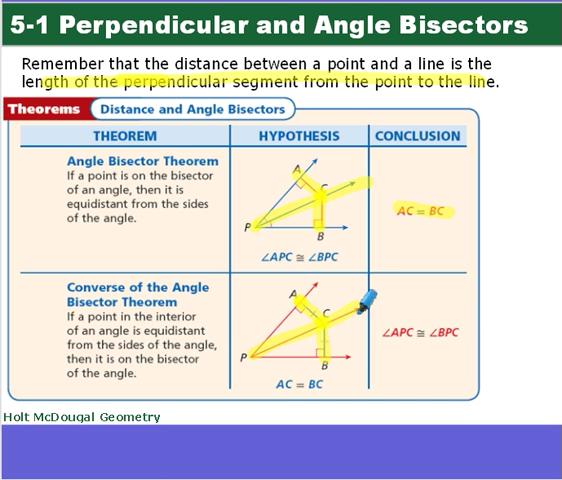 5-1 Perpendicular and Angle Bisectors
Remember that the distance between a point and a line is the
length of the perpendicular segment from the point to the line.
Theorems Distance and Angle Bisectors
THEOREM HYPOTHESIS CONCLUSION
Angle Bisector Theorem
If a point is on the bisector
of an angle, then it is
equidistant from the sides
of the angle.
A
C
P
B
∠APC ≅ ∠BPC
AC = BC
Converse of the Angle
Bisector Theorem
If a point in the interior
of an angle is equidistant
from the sides of the angle,
then it is on the bisector
of the angle.
A
C
P
B
AC = BC
∠APC ≅ ∠BPC
Holt McDougal Geometry